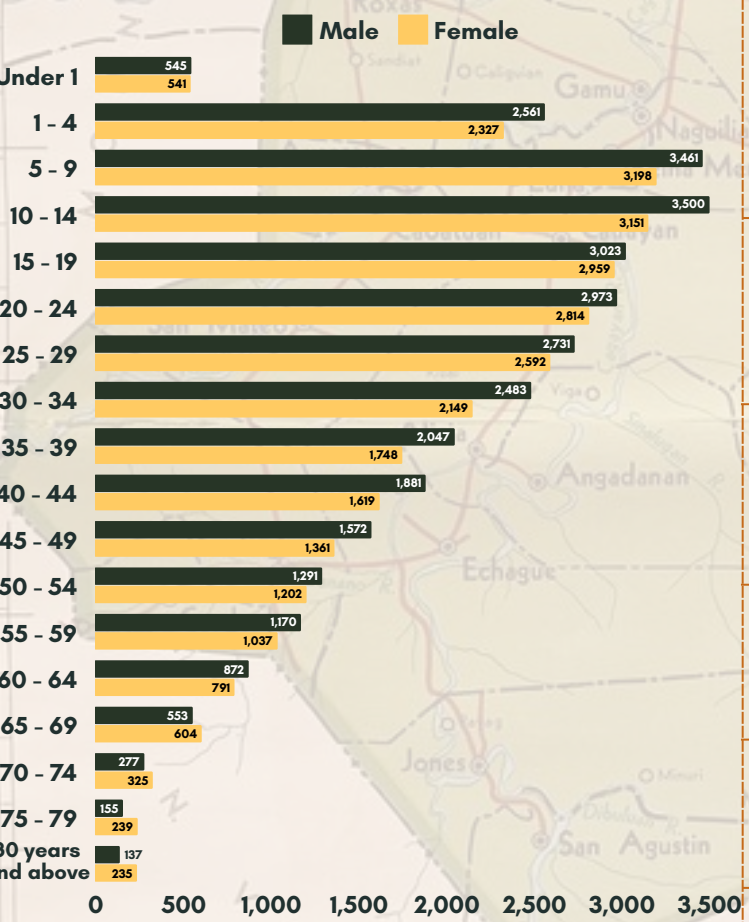 Male Female
Under 1 545
541
1 - 4 2,561
2,327
5 - 9 3,461
3,198
10 - 14 3,500
3,151
15 - 19 3,023
2,959
20 - 24 2,973
2,814
25 - 29 2,731
2,592
30 - 34 2,483
2,149
35 - 39 2,047
1,748
40 - 44 1,881
1,619
45 - 49 1,572
1,361
50 - 54 1,291
1,202
55 - 59 1,170
1,037
60 - 64 872
791
65 - 69 553
604
70 - 74 277
325
75 - 79 155
239
80 years 137
and above 235
0 500 1,000 1,500 2,000 2,500 3,000 3,500
Roxas
Gamu
San Mateo
Angadanan
Echague
Jones
San Agustin